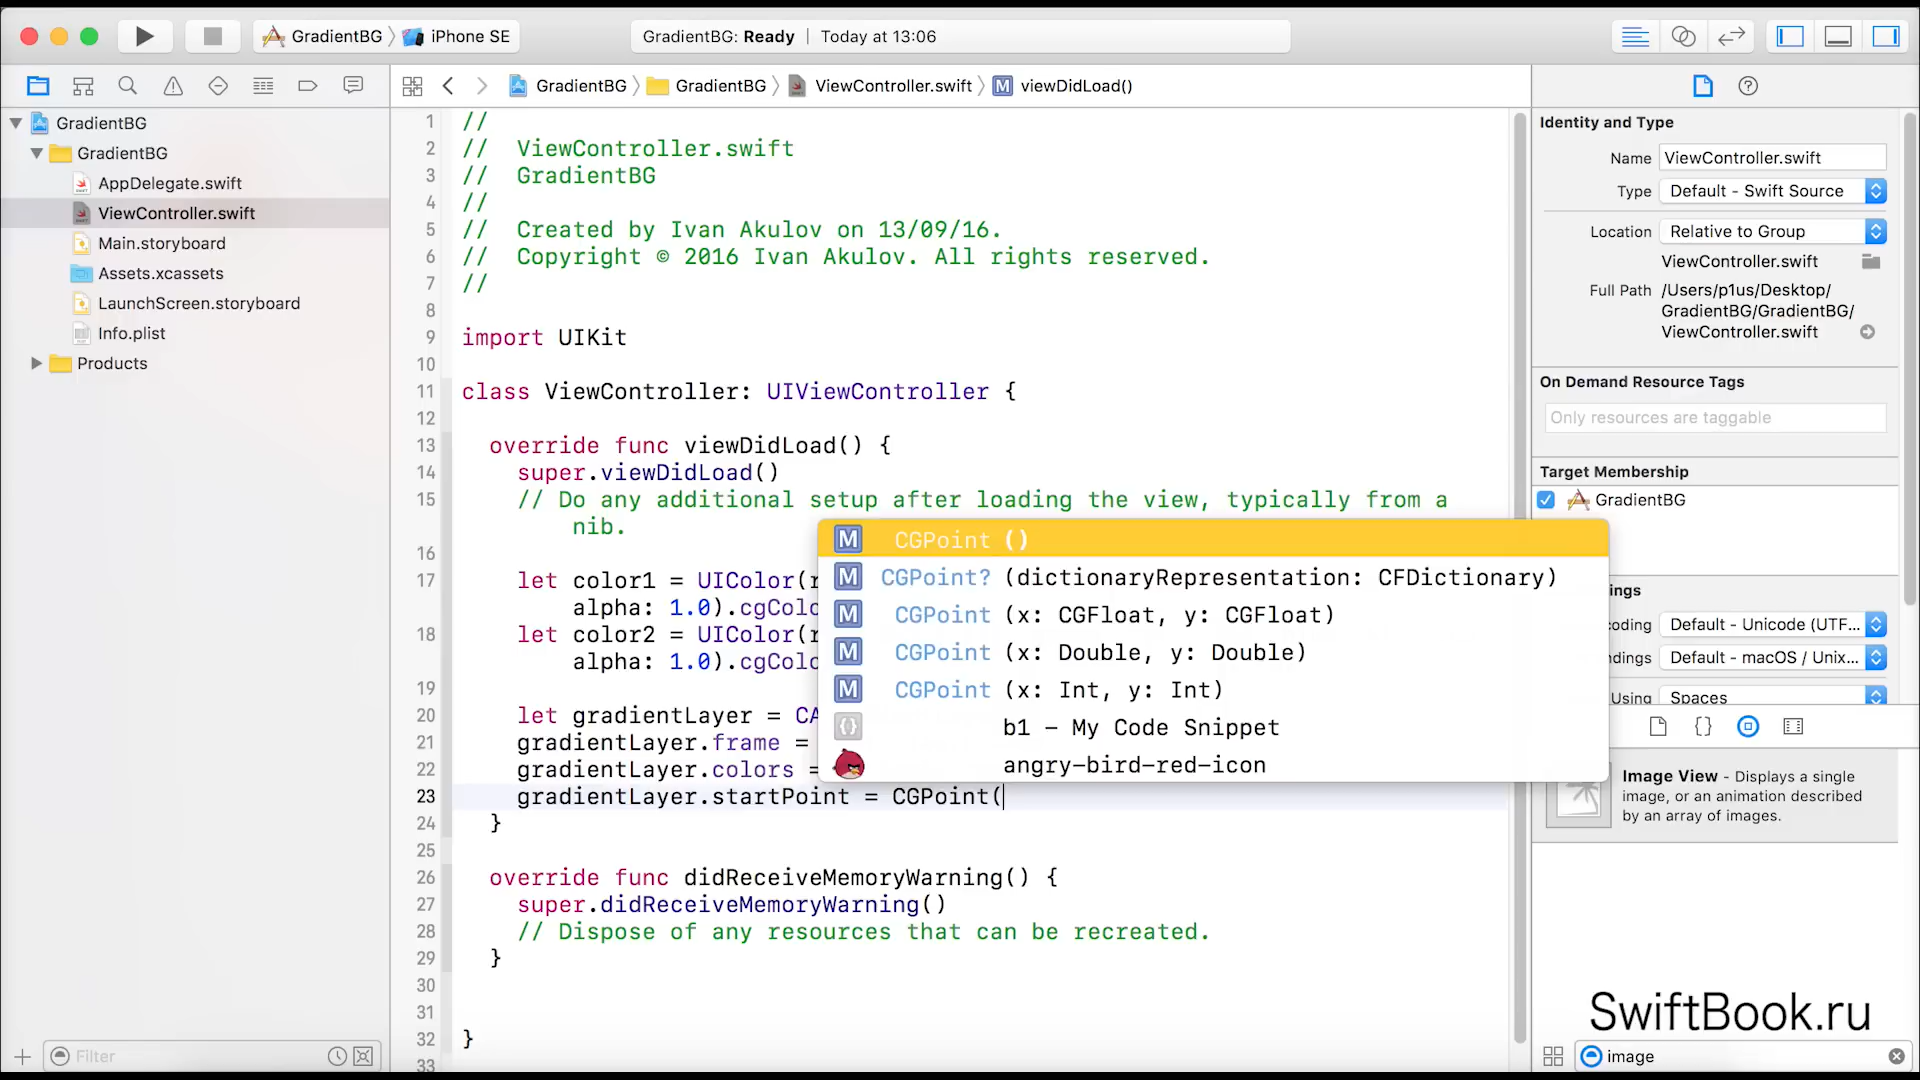 GradientBG iPhone SE GradientBG: Ready Today at 13:06
GradientBG GradientBG ViewController.swift M viewDidLoad()
GradientBG
GradientBG
AppDelegate.swift
ViewController.swift
Main.storyboard
Assets.xcassets
LaunchScreen.storyboard
Info.plist
Products
Filter
1 //
2 // ViewController.swift
3 // GradientBG
4 //
5 // Created by Ivan Akulov on 13/09/16.
6 // Copyright © 2016 Ivan Akulov. All rights reserved.
7 //
8
9 import UIKit
10
11 class ViewController: UIViewController {
12
13 override func viewDidLoad() {
14 super.viewDidLoad()
15 // Do any additional setup after loading the view, typically from a
nib.
16
17 let color1 = UIColor(r
alpha: 1.0).cgColo
18 let color2 = UIColor(r
alpha: 1.0).cgColo
19
20 let gradientLayer = CA
21 gradientLayer.frame =
22 gradientLayer.colors =
23 gradientLayer.startPoint = CGPoint(
24 }
25
26 override func didReceiveMemoryWarning() {
27 super.didReceiveMemoryWarning()
28 // Dispose of any resources that can be recreated.
29 }
30
31
32 }
33
M CGPoint ()
M CGPoint? (dictionaryRepresentation: CFDictionary)
M CGPoint (x: CGFloat, y: CGFloat)
M CGPoint (x: Double, y: Double)
M CGPoint (x: Int, y: Int)
{} b1 – My Code Snippet
angry-bird-red-icon
Identity and Type
Name ViewController.swift
Type Default - Swift Source
Location Relative to Group
ViewController.swift
Full Path /Users/p1us/Desktop/
GradientBG/GradientBG/
ViewController.swift
On Demand Resource Tags
Only resources are taggable
Target Membership
GradientBG
ings
coding Default - Unicode (UTF...
ndings Default - macOS / Unix...
Using Spaces
{}
Image View - Displays a single
image, or an animation described
by an array of images.
SwiftBook.ru
image